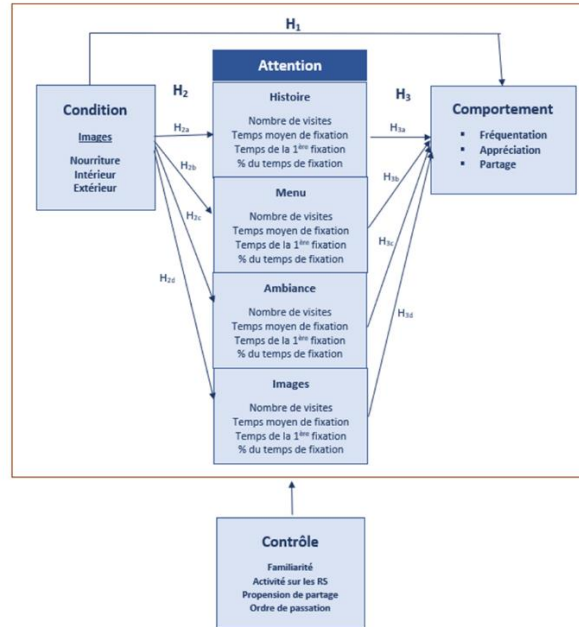 H1
Attention
H2
H3
Condition
Images
Nourriture
Intérieur
Extérieur
H2a
H2b
H2c
H2d
Histoire
Nombre de visites
Temps moyen de fixation
Temps de la 1ère fixation
% du temps de fixation
Menu
Nombre de visites
Temps moyen de fixation
Temps de la 1ère fixation
% du temps de fixation
Ambiance
Nombre de visites
Temps moyen de fixation
Temps de la 1ère fixation
% du temps de fixation
Images
Nombre de visites
Temps moyen de fixation
Temps de la 1ère fixation
% du temps de fixation
H3a
H3b
H3c
H3d
Comportement
▪ Fréquentation
▪ Appréciation
▪ Partage
Contrôle
Familiarité
Activité sur les RS
Propension de partage
Ordre de passation